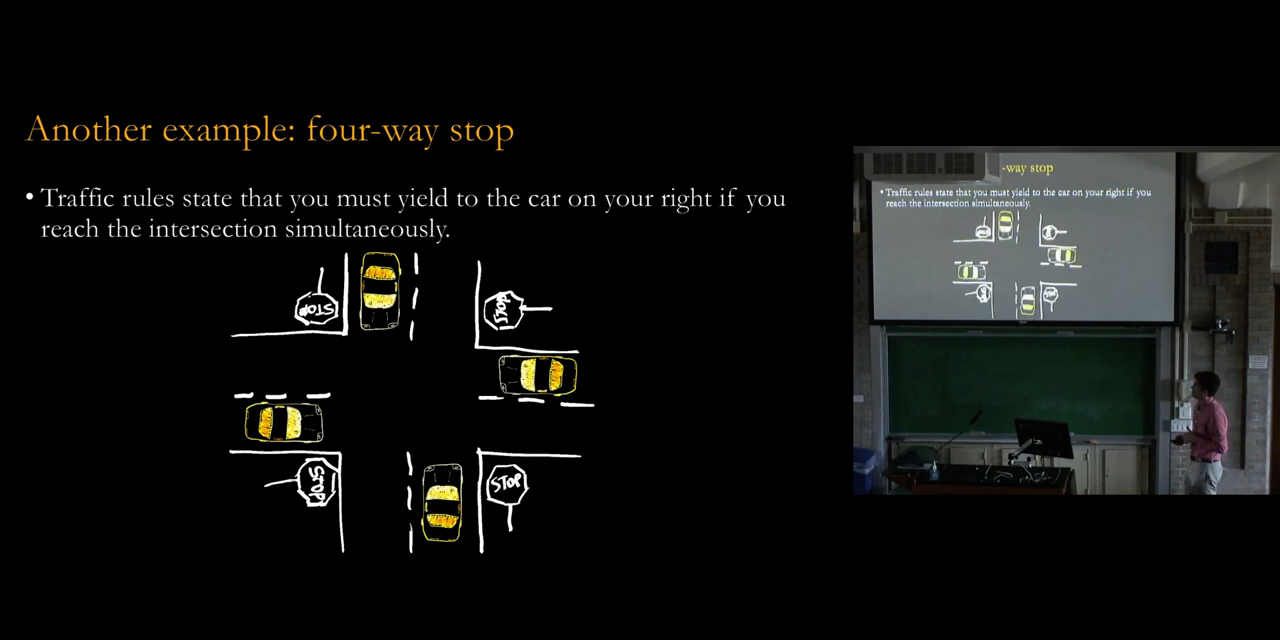 Another example: four-way stop
• Traffic rules state that you must yield to the car on your right if you
reach the intersection simultaneously.
STOP
STOP
STOP
STOP
-way stop
• Traffic rules state that you must yield to the car on your right if you
reach the intersection simultaneously.